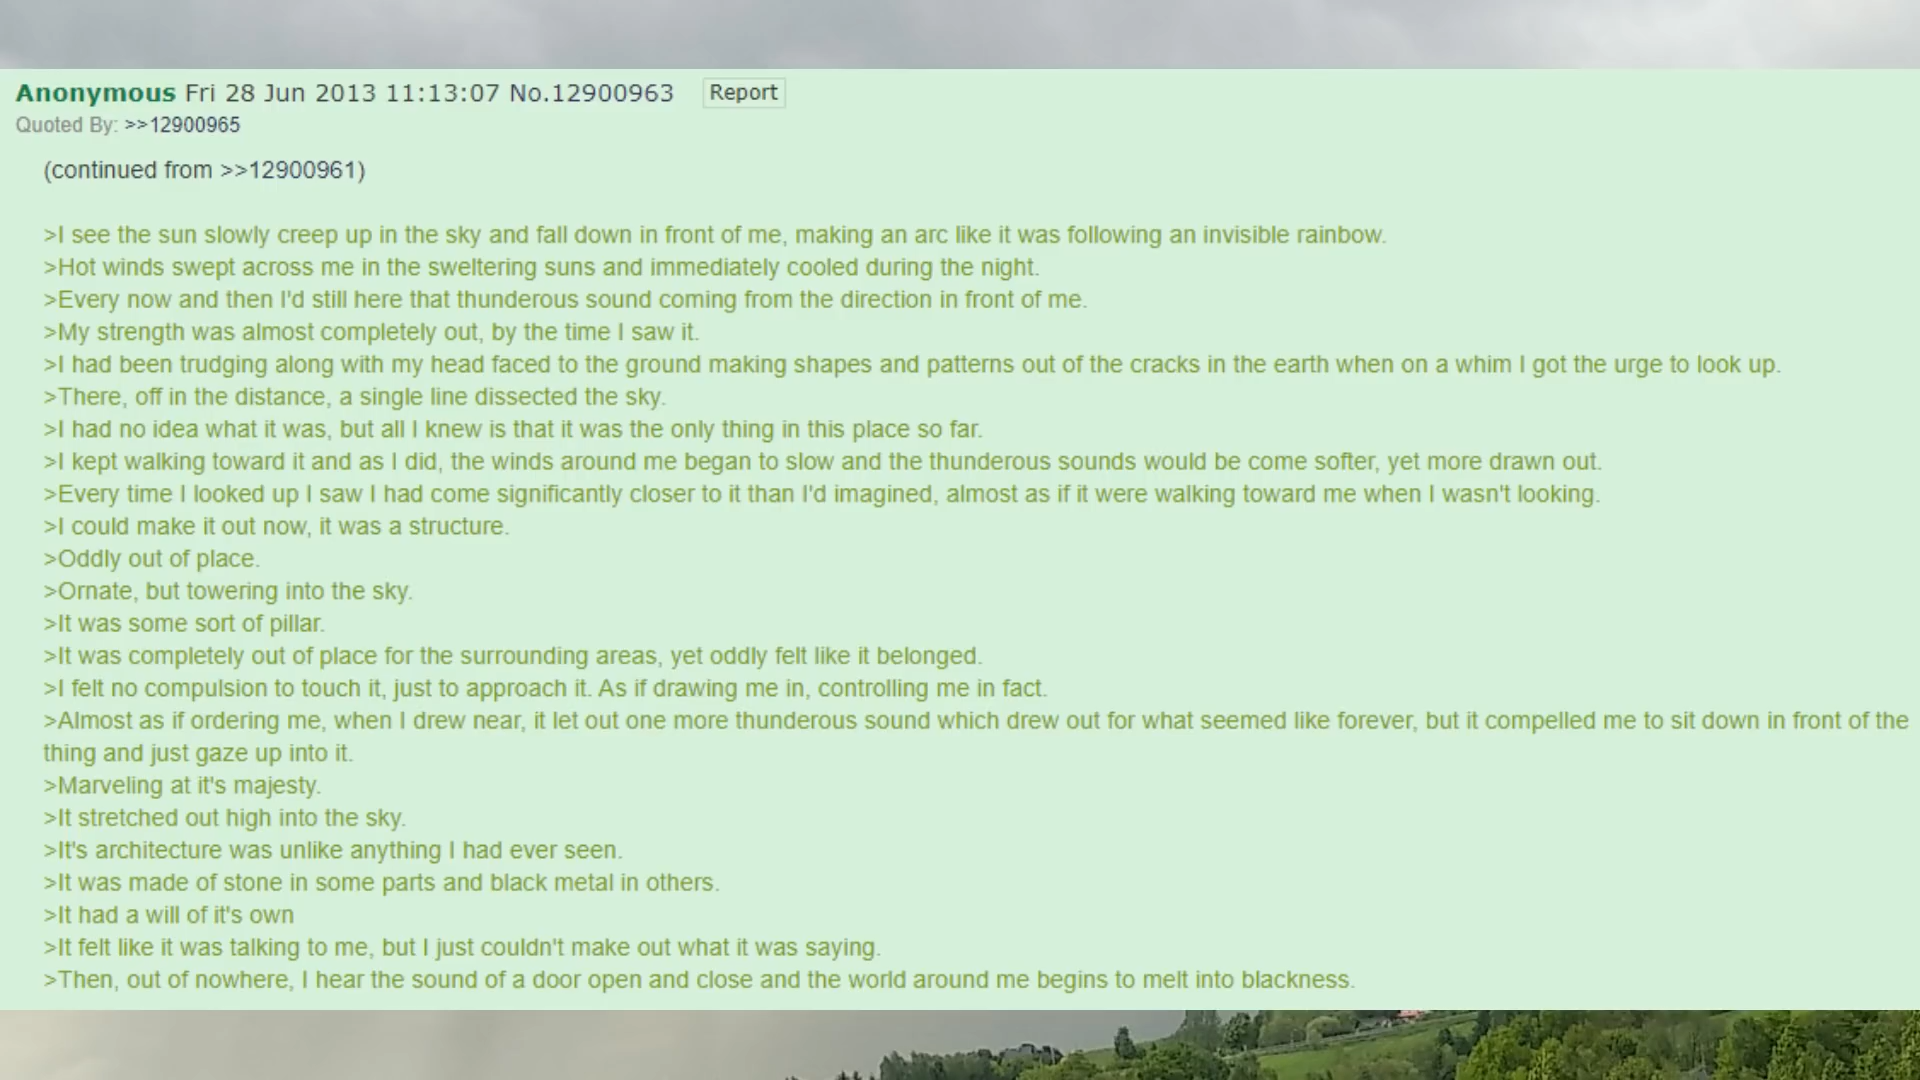 Anonymous Fri 28 Jun 2013 11:13:07 No.12900963 Report
Quoted By: >>12900965
(continued from >>12900961)
>I see the sun slowly creep up in the sky and fall down in front of me, making an arc like it was following an invisible rainbow.
>Hot winds swept across me in the sweltering suns and immediately cooled during the night.
>Every now and then I'd still here that thunderous sound coming from the direction in front of me.
>My strength was almost completely out, by the time I saw it.
>I had been trudging along with my head faced to the ground making shapes and patterns out of the cracks in the earth when on a whim I got the urge to look up.
>There, off in the distance, a single line dissected the sky.
>I had no idea what it was, but all I knew is that it was the only thing in this place so far.
>I kept walking toward it and as I did, the winds around me began to slow and the thunderous sounds would be come softer, yet more drawn out.
>Every time I looked up I saw I had come significantly closer to it than I'd imagined, almost as if it were walking toward me when I wasn't looking.
>I could make it out now, it was a structure.
>Oddly out of place.
>Ornate, but towering into the sky.
>It was some sort of pillar.
>It was completely out of place for the surrounding areas, yet oddly felt like it belonged.
>I felt no compulsion to touch it, just to approach it. As if drawing me in, controlling me in fact.
>Almost as if ordering me, when I drew near, it let out one more thunderous sound which drew out for what seemed like forever, but it compelled me to sit down in front of the
thing and just gaze up into it.
>Marveling at it's majesty.
>It stretched out high into the sky.
>It's architecture was unlike anything I had ever seen.
>It was made of stone in some parts and black metal in others.
>It had a will of it's own
>It felt like it was talking to me, but I just couldn't make out what it was saying.
>Then, out of nowhere, I hear the sound of a door open and close and the world around me begins to melt into blackness.